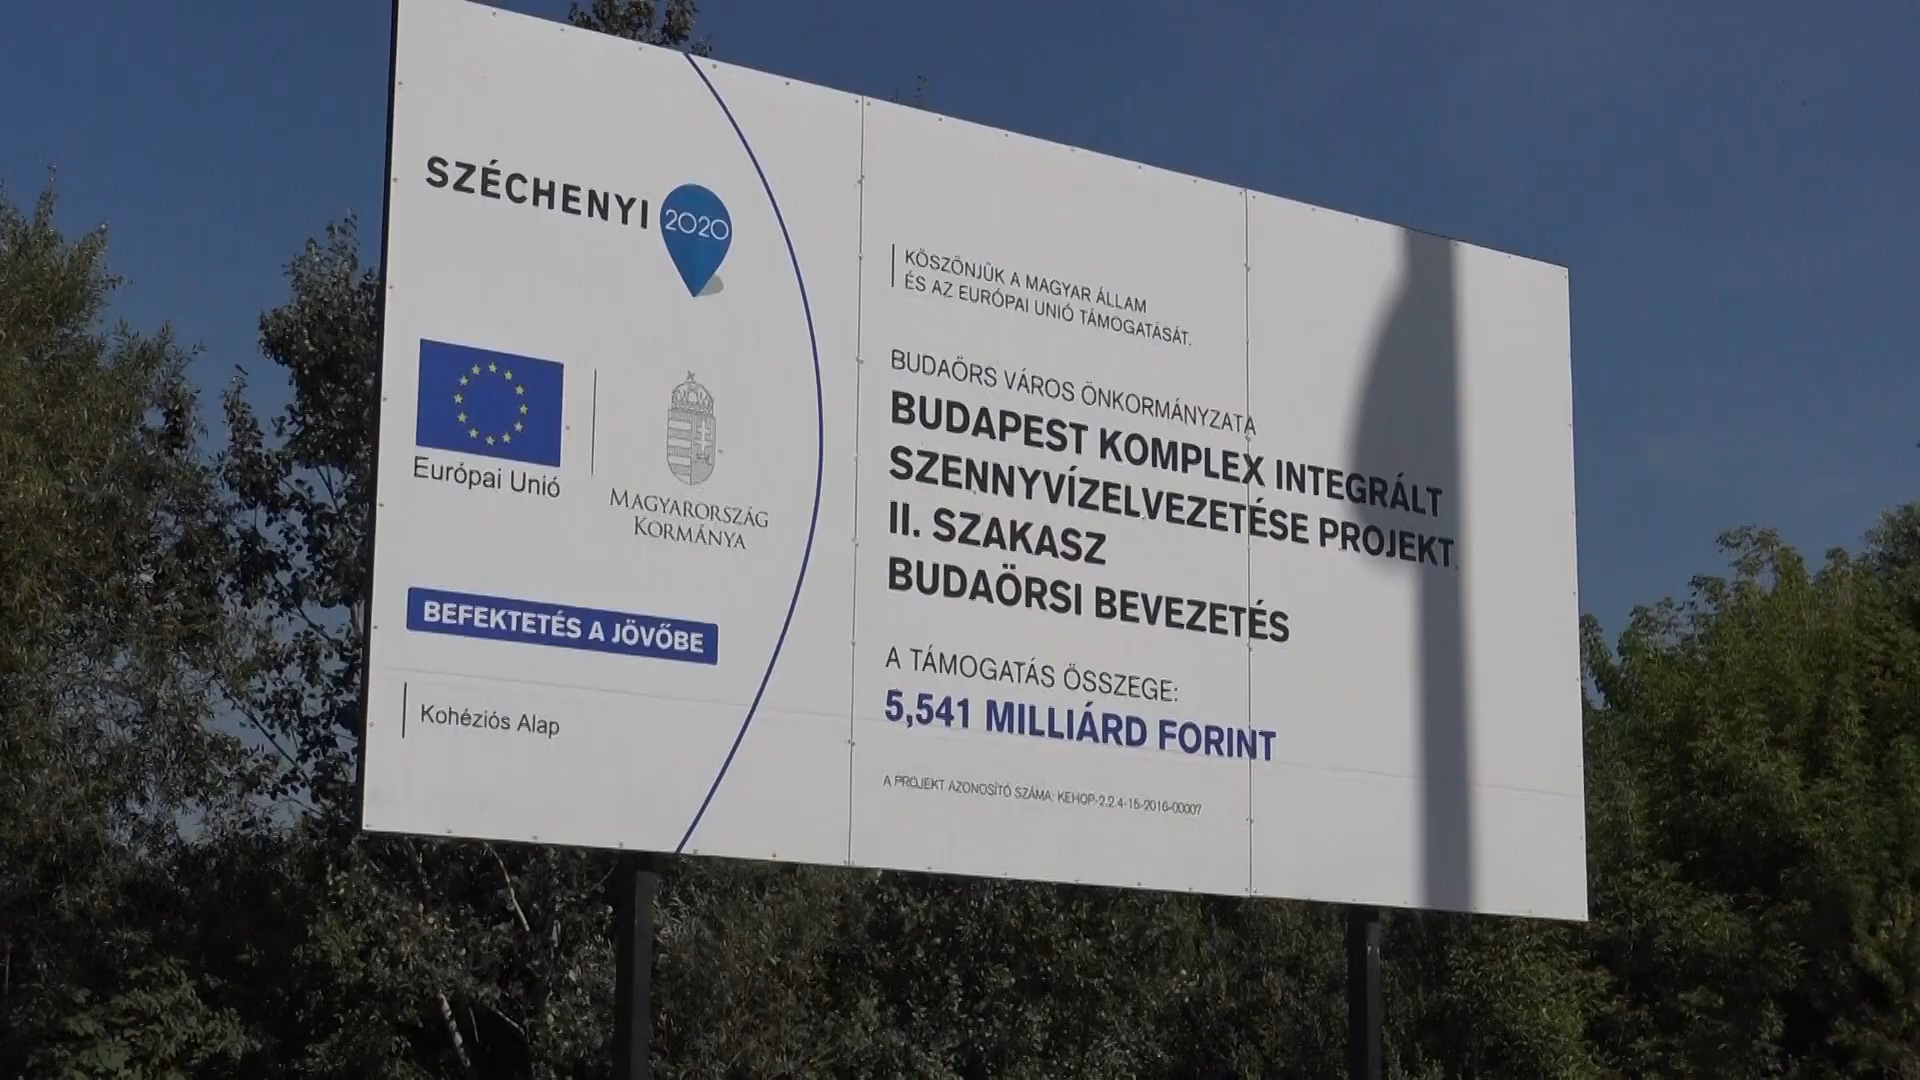 SZÉCHENYI 2020
Európai Unió
MAGYARORSZÁG
KORMÁNYA
BEFEKTETÉS A JÖVŐBE
Kohéziós Alap
KÖSZÖNJÜK A MAGYAR ÁLLAM
ÉS AZ EURÓPAI UNIÓ TÁMOGATÁSÁT.
BUDAÖRS VÁROS ÖNKORMÁNYZATA
BUDAPEST KOMPLEX INTEGRÁLT
SZENNYVÍZELVEZETÉSE PROJEKT
II. SZAKASZ
BUDAÖRSI BEVEZETÉS
A TÁMOGATÁS ÖSSZEGE:
5,541 MILLIÁRD FORINT
A PROJEKT AZONOSÍTÓ SZÁMA: KEHOP-2.2.4-15-2016-00007